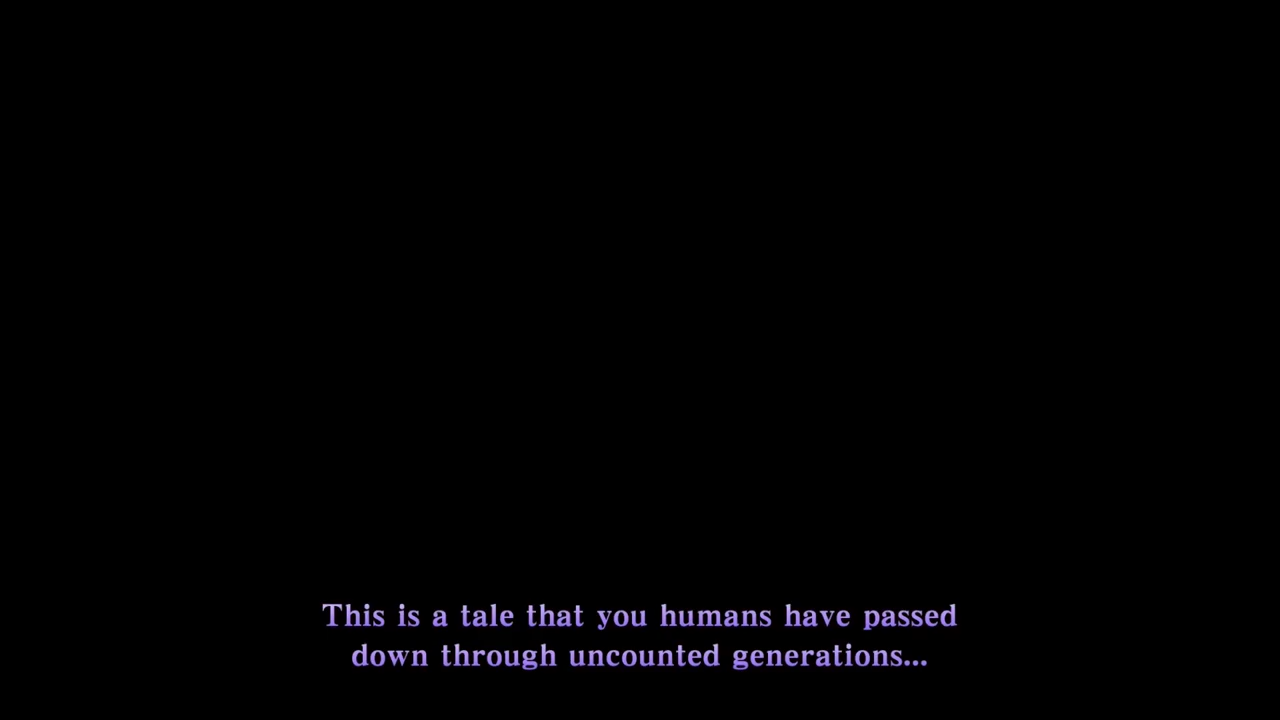 This is a tale that you humans have passed
down through uncounted generations...